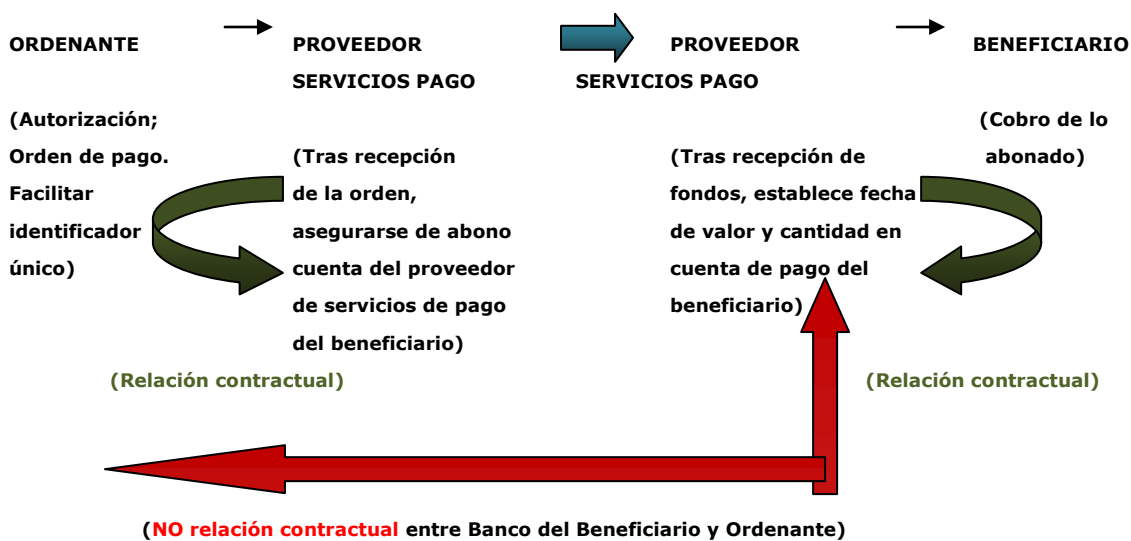 ORDENANTE
PROVEEDOR
PROVEEDOR
BENEFICIARIO
SERVICIOS PAGO
SERVICIOS PAGO
(Autorización;
Orden de pago.
Facilitar
identificador
único)
(Tras recepción
de la orden,
asegurarse de abono
cuenta del proveedor
de servicios de pago
del beneficiario)
(Tras recepción de
fondos, establece fecha
de valor y cantidad en
cuenta de pago del
beneficiario)
(Cobro de lo
abonado)
(Relación contractual)
(Relación contractual)
(NO relación contractual entre Banco del Beneficiario y Ordenante)